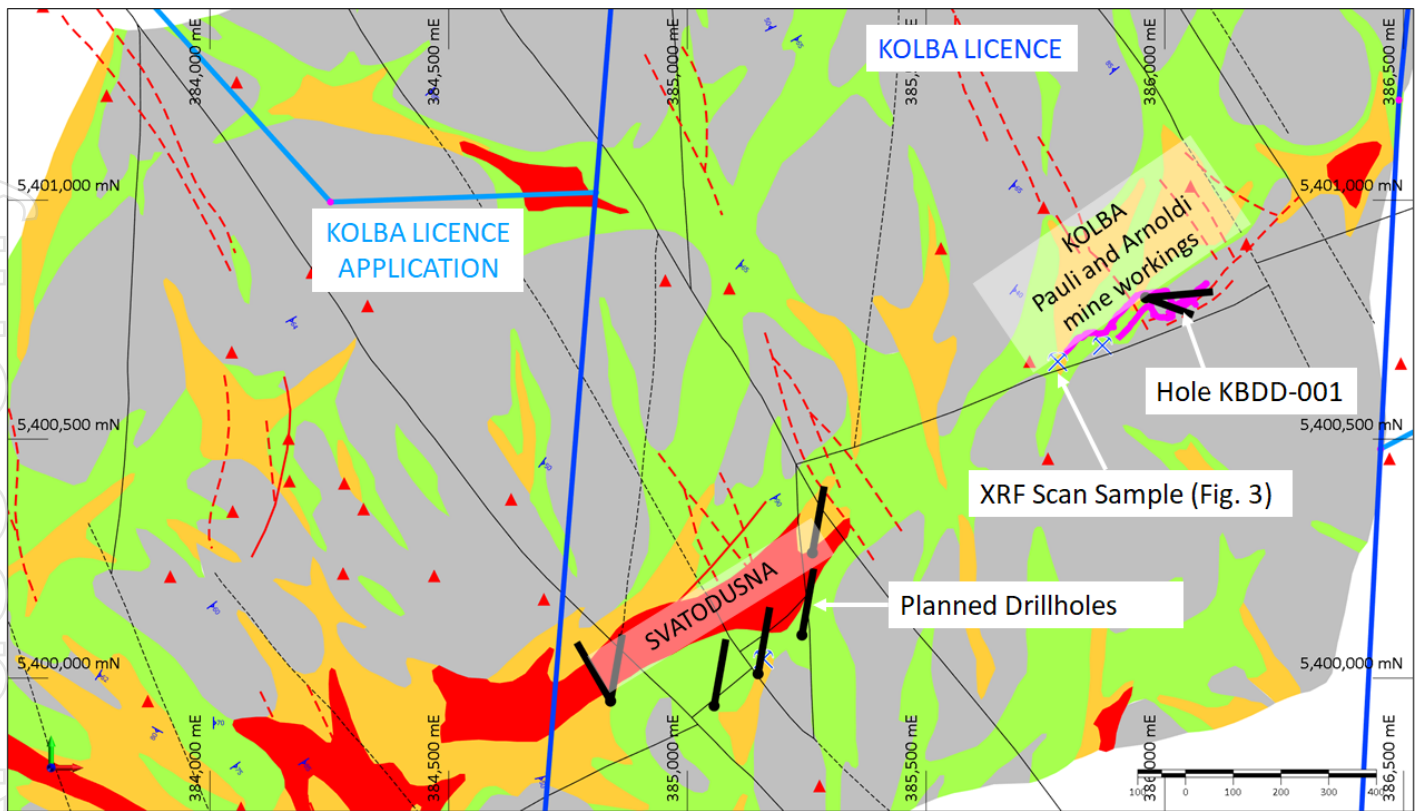 384,000 mE
384,500 mE
385,000 mE
386,000 mE
386,500 mE
KOLBA LICENCE
5,401,000 mN
5,401,000 mN
KOLBA LICENCE
APPLICATION
KOLBA
Pauli and Arnoldi
mine workings
Hole KBDD-001
5,400,500 mN
5,400,500 mN
XRF Scan Sample (Fig. 3)
SVATODUSNA
Planned Drillholes
5,400,000 mN
5,400,000 mN
384,000 mE
384,500 mE
385,000 mE
385,500 mE
386,000 mE
386,500 mE
100 0 100 200 300 400